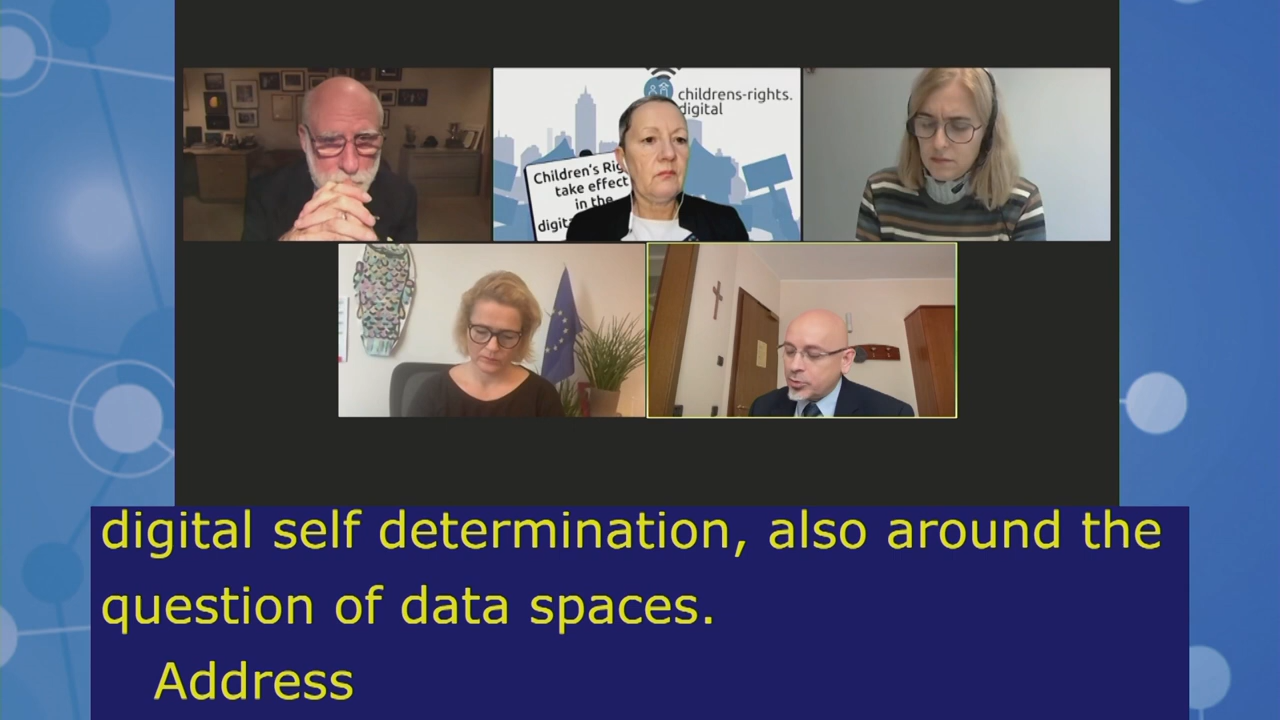 childrens-rights.
digital
Children's Rig
take effect
in the
digit
digital self determination, also around the
question of data spaces.
Address